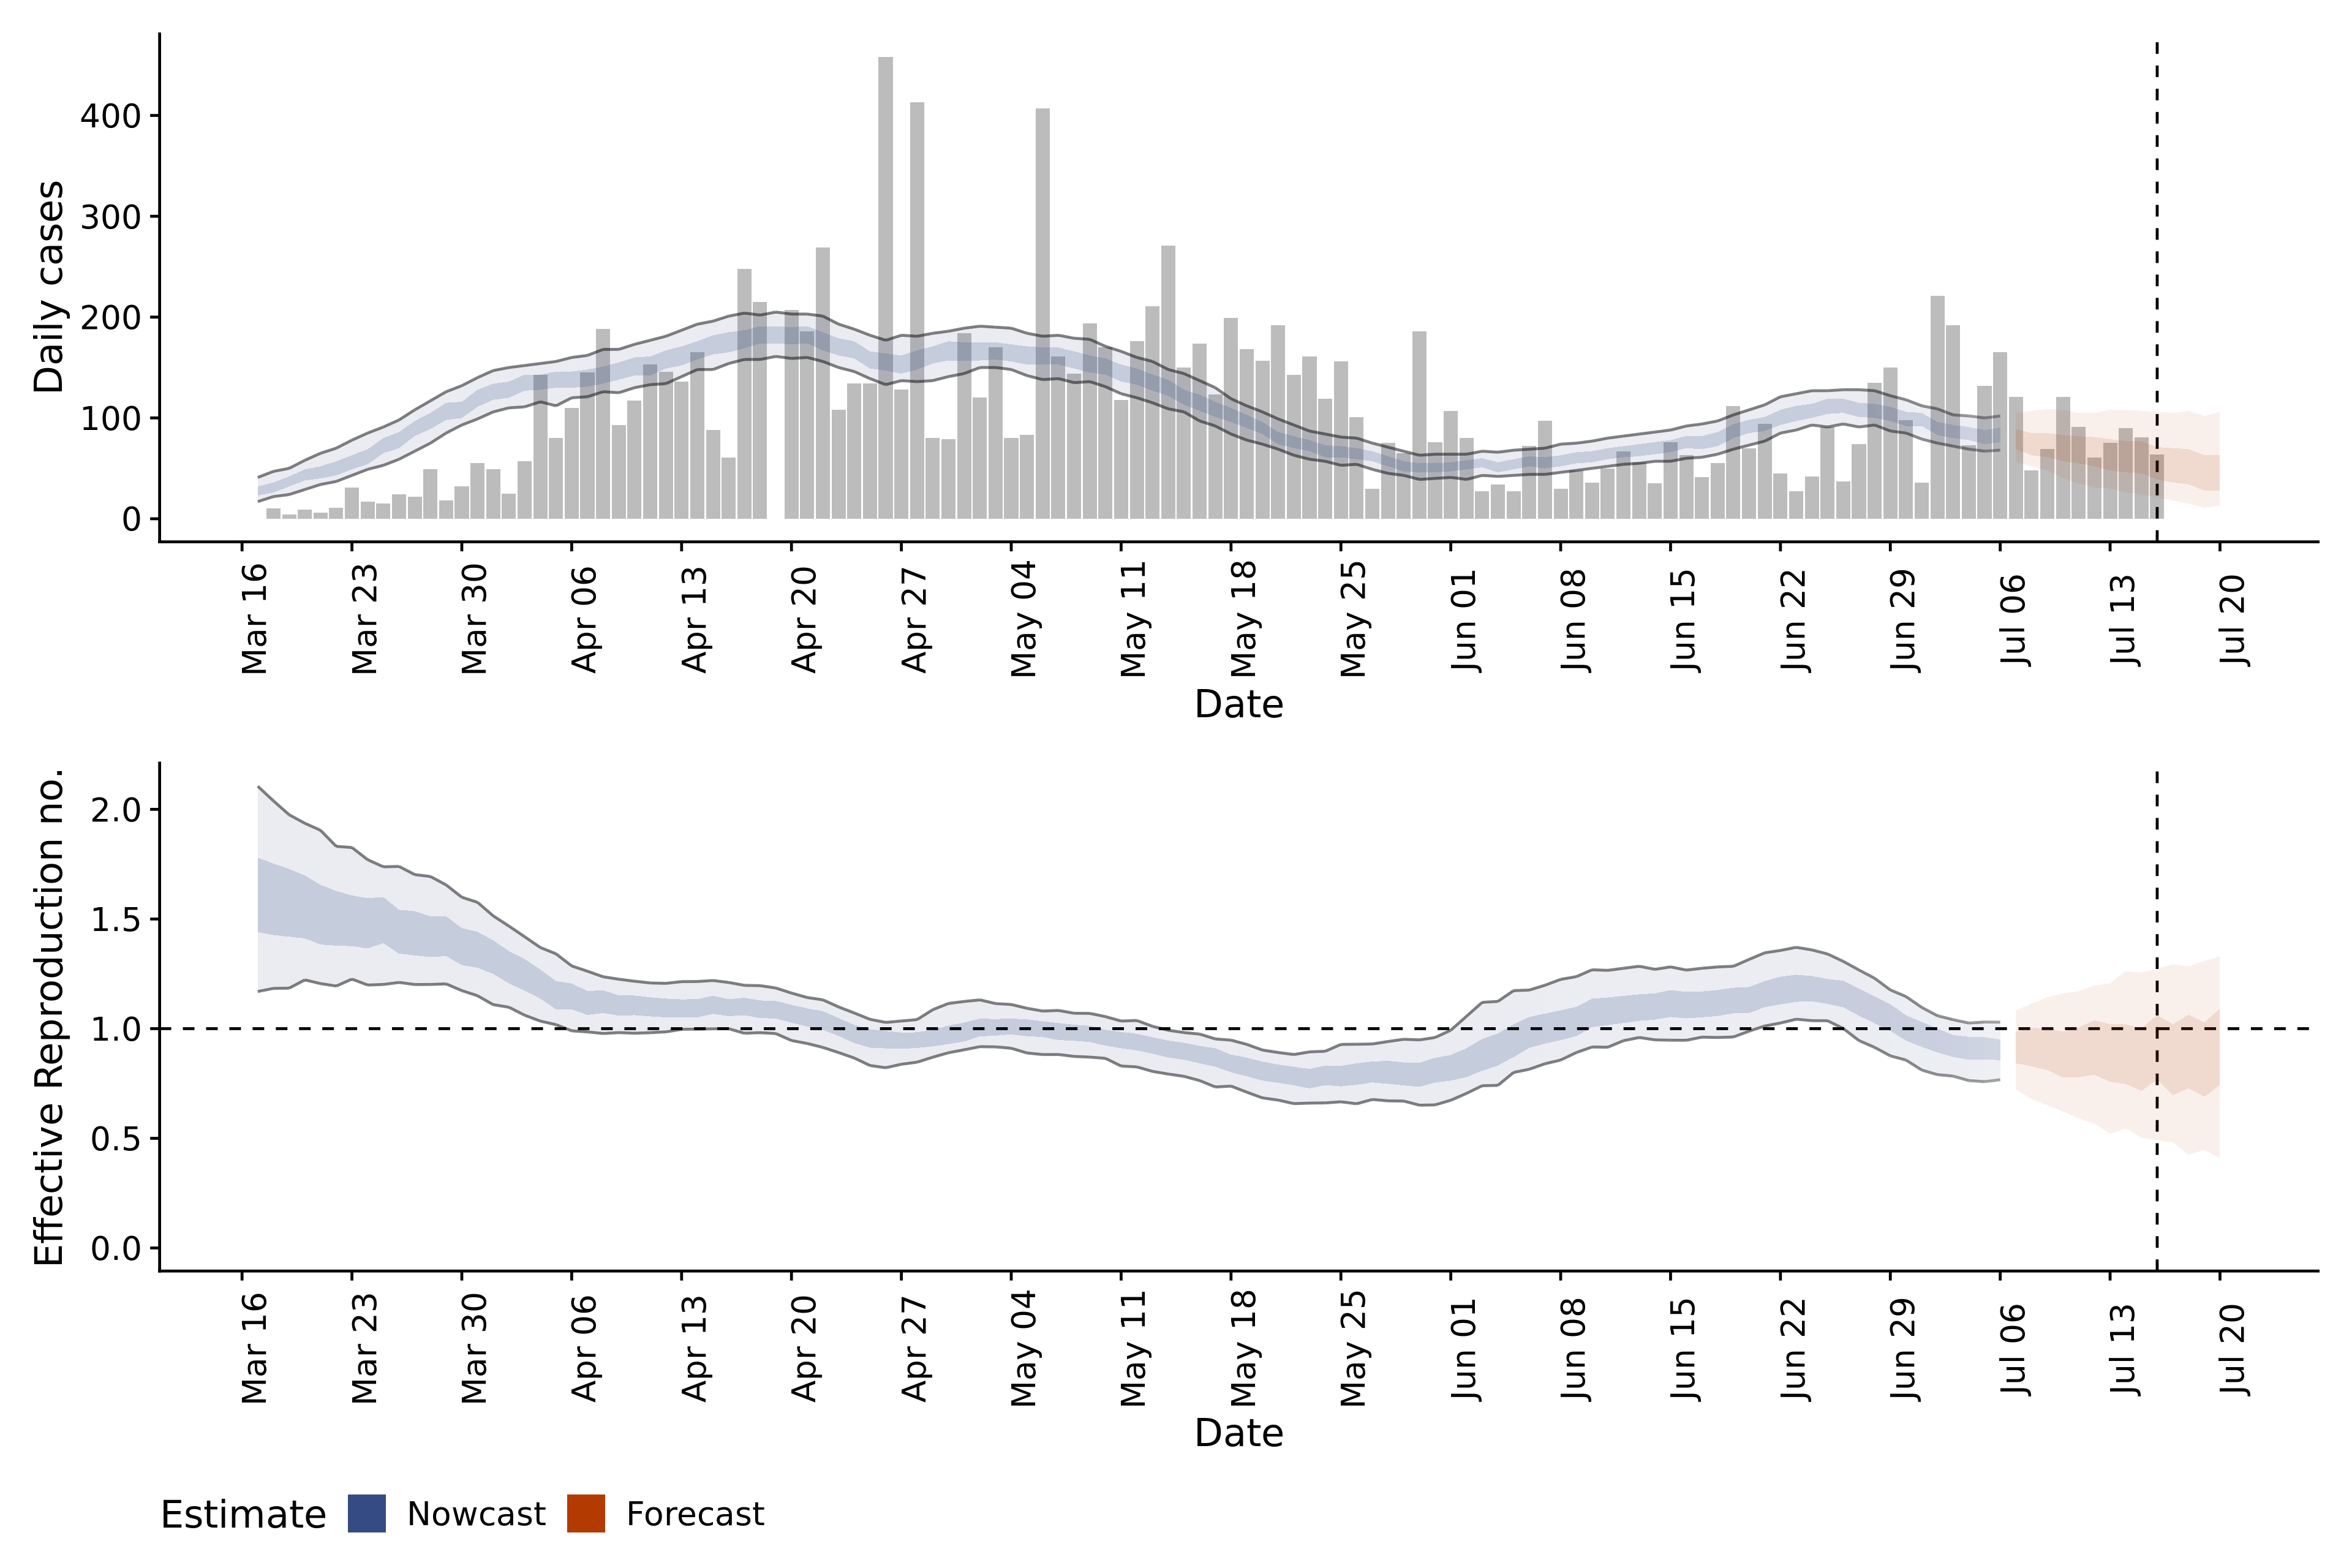 Daily cases
400
300
200
100
0
Mar 16
Mar 23
Mar 30
Apr 06
Apr 13
Apr 20
Apr 27
May 04
May 11
May 18
May 25
Jun 01
Jun 08
Jun 15
Jun 22
Jun 29
Jul 06
Jul 13
Jul 20
Date
Effective Reproduction no.
2.0
1.5
1.0
0.5
0.0
Mar 16
Mar 23
Mar 30
Apr 06
Apr 13
Apr 20
Apr 27
May 04
May 11
May 18
May 25
Jun 01
Jun 08
Jun 15
Jun 22
Jun 29
Jul 06
Jul 13
Jul 20
Date
Estimate Nowcast Forecast